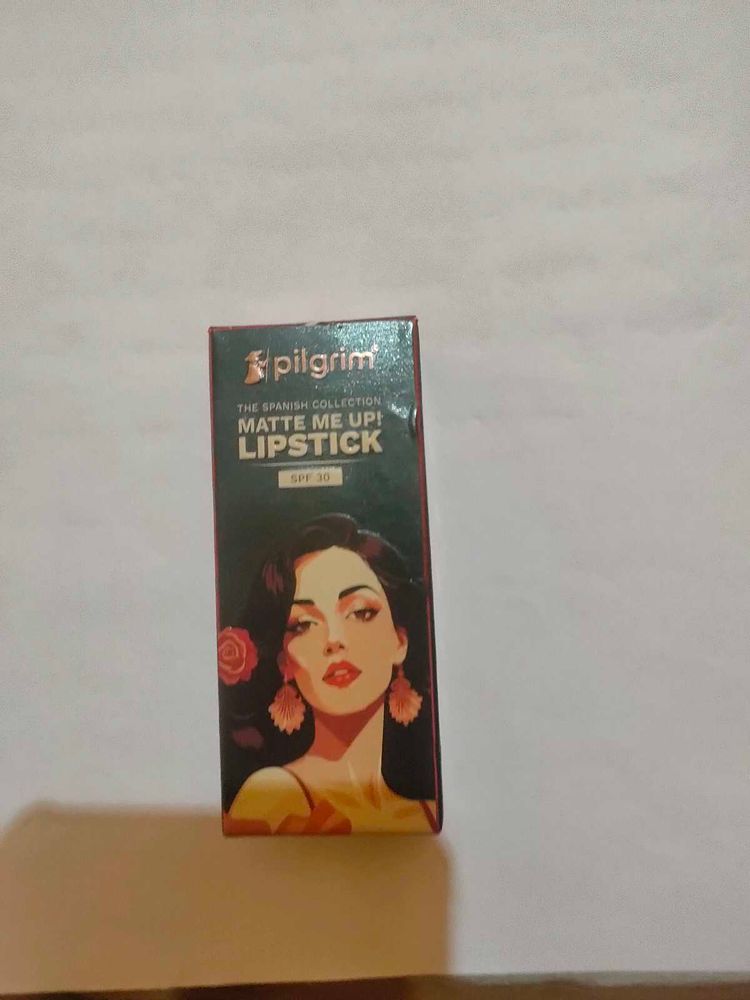 pilgrim
THE SPANISH COLLECTION
MATTE ME UP!
LIPSTICK
SPF 30